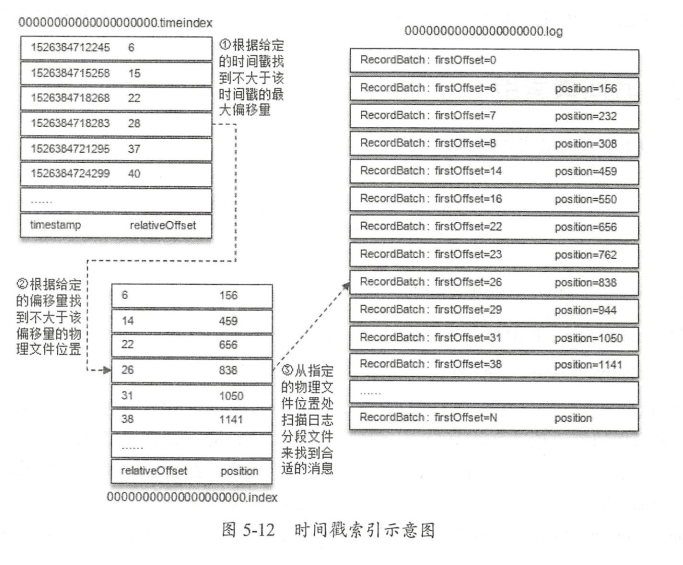 00000000000000000000.timeindex
1526384712245 6
1526384715258 15
1526384718268 22
1526384718283 28
1526384721295 37
1526384724299 40
……
timestamp relativeOffset
①根据给定
的时间戳找
到不大于该
时间戳的最
大偏移量
00000000000000000000.log
RecordBatch: firstOffset=0
RecordBatch: firstOffset=6 position=156
RecordBatch: firstOffset=7 position=232
RecordBatch: firstOffset=8 position=308
RecordBatch: firstOffset=14 position=459
RecordBatch: firstOffset=16 position=550
RecordBatch: firstOffset=22 position=656
RecordBatch: firstOffset=23 position=762
RecordBatch: firstOffset=26 position=838
RecordBatch: firstOffset=29 position=944
RecordBatch: firstOffset=31 position=1050
RecordBatch: firstOffset=38 position=1141
……
RecordBatch: firstOffset=N position
②根据给定
的偏移量找
到不大于该
偏移量的物
理文件位置
6 156
14 459
22 656
26 838
31 1050
38 1141
……
relativeOffset position
00000000000000000000.index
③从指定
的物理文
件位置处
扫描日志
分段文件
来找到合
适的消息
图 5-12 时间戳索引示意图